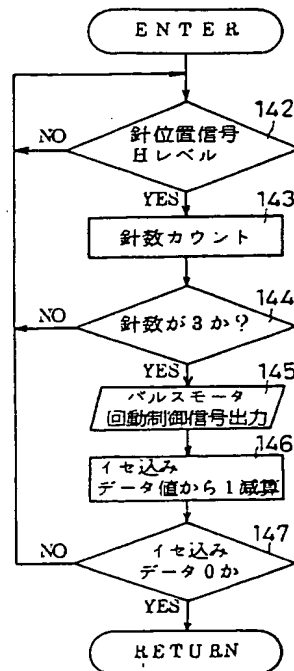 ENTER
142
針位置信号
Hレベル
NO
YES
143
針数カウント
144
針数が3か?
NO
YES
145
パルスモータ
回動制御信号出力
146
イセ込み
データ値から1減算
147
イセ込み
データ0か
NO
YES
RETURN